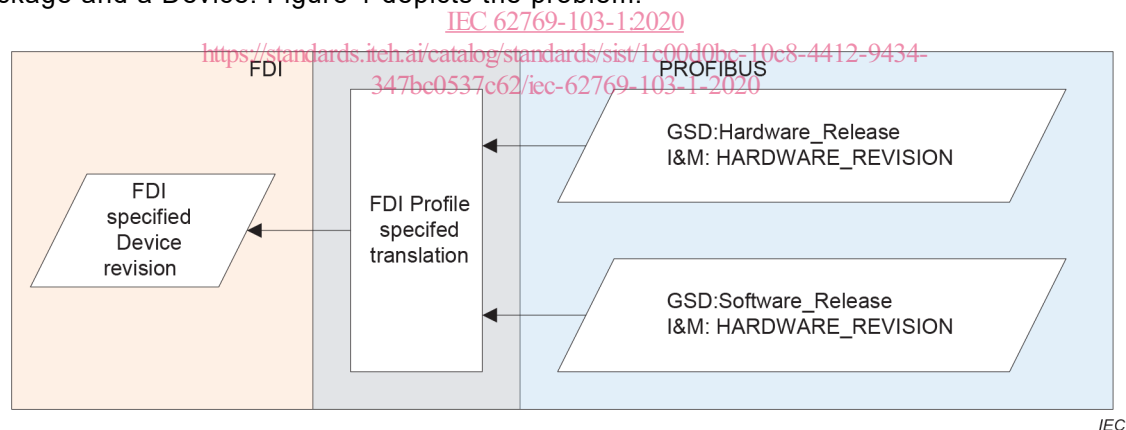 ckage and a Device. Figure 1 depicts the problem.
IEC 62769-103-1:2020
https://standards.iteh.ai/catalog/standards/sist/1c00d0bc-10c8-4412-9434-
347bc0537c62/iec-62769-103-1-2020
FDI
PROFIBUS
GSD:Hardware_Release
I&M: HARDWARE_REVISION
FDI
specified
Device
revision
FDI Profile
specifed
translation
GSD:Software_Release
I&M: HARDWARE_REVISION
IEC